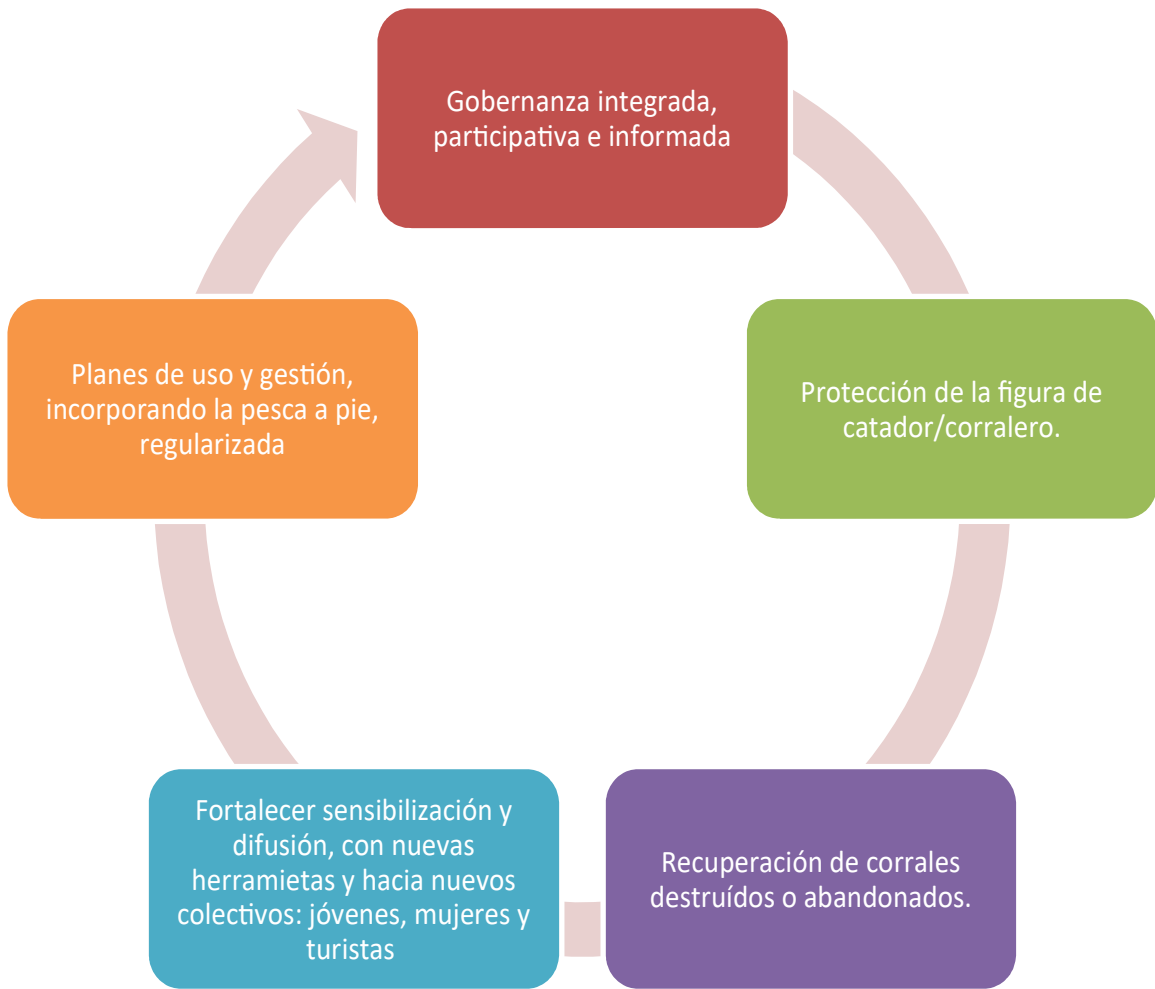 Gobernanza integrada,
participativa e informada
Protección de la figura de
catador/corralero.
Recuperación de corrales
destruídos o abandonados.
Fortalecer sensibilización y
difusión, con nuevas
herramietas y hacia nuevos
colectivos: jóvenes, mujeres y
turistas
Planes de uso y gestión,
incorporando la pesca a pie,
regularizada